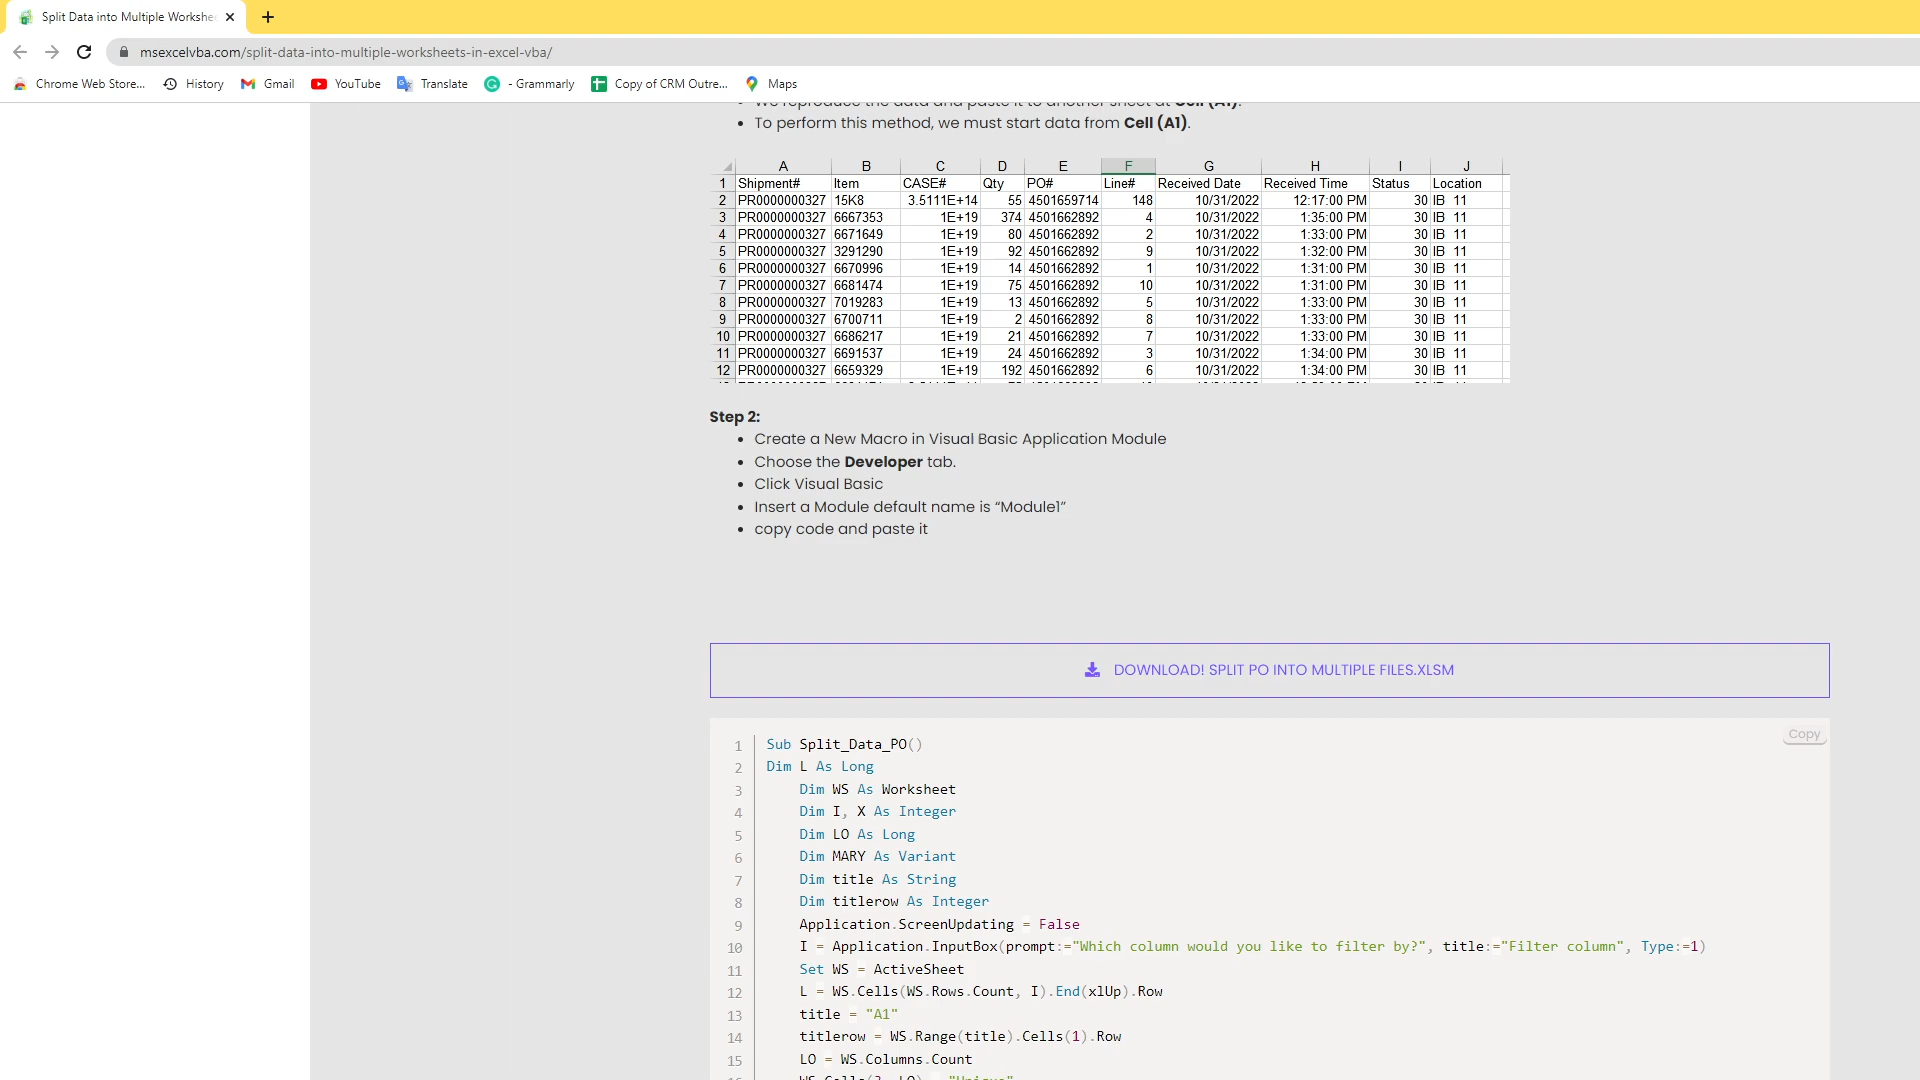 Split Data into Multiple Workshee
msexcelvba.com/split-data-into-multiple-worksheets-in-excel-vba/
Chrome Web Store... History Gmail YouTube Translate - Grammarly Copy of CRM Outre... Maps
We reproduce the data and paste it to another sheet at Cell (A1).
To perform this method, we must start data from Cell (A1).
A B C D E F G H I J
1 Shipment# Item CASE# Qty PO# Line# Received Date Received Time Status Location
2 PR0000000327 15K8 3.5111E+14 55 4501659714 148 10/31/2022 12:17:00 PM 30 IB 11
3 PR0000000327 6667353 1E+19 374 4501662892 4 10/31/2022 1:35:00 PM 30 IB 11
4 PR0000000327 6671649 1E+19 80 4501662892 2 10/31/2022 1:33:00 PM 30 IB 11
5 PR0000000327 3291290 1E+19 92 4501662892 9 10/31/2022 1:32:00 PM 30 IB 11
6 PR0000000327 6670996 1E+19 14 4501662892 1 10/31/2022 1:31:00 PM 30 IB 11
7 PR0000000327 6681474 1E+19 75 4501662892 10 10/31/2022 1:31:00 PM 30 IB 11
8 PR0000000327 7019283 1E+19 13 4501662892 5 10/31/2022 1:33:00 PM 30 IB 11
9 PR0000000327 6700711 1E+19 2 4501662892 8 10/31/2022 1:33:00 PM 30 IB 11
10 PR0000000327 6686217 1E+19 21 4501662892 7 10/31/2022 1:33:00 PM 30 IB 11
11 PR0000000327 6691537 1E+19 24 4501662892 3 10/31/2022 1:34:00 PM 30 IB 11
12 PR0000000327 6659329 1E+19 192 4501662892 6 10/31/2022 1:34:00 PM 30 IB 11
Step 2:
Create a New Macro in Visual Basic Application Module
Choose the Developer tab.
Click Visual Basic
Insert a Module default name is “Module1”
copy code and paste it
DOWNLOAD! SPLIT PO INTO MULTIPLE FILES.XLSM
Copy
1 Sub Split_Data_PO()
2 Dim L As Long
3 Dim WS As Worksheet
4 Dim I, X As Integer
5 Dim LO As Long
6 Dim MARY As Variant
7 Dim title As String
8 Dim titlerow As Integer
9 Application.ScreenUpdating = False
10 I = Application.InputBox(prompt:="Which column would you like to filter by?", title:="Filter column", Type:=1)
11 Set WS = ActiveSheet
12 L = WS.Cells(WS.Rows.Count, I).End(xlUp).Row
13 title = "A1"
14 titlerow = WS.Range(title).Cells(1).Row
15 LO = WS.Columns.Count